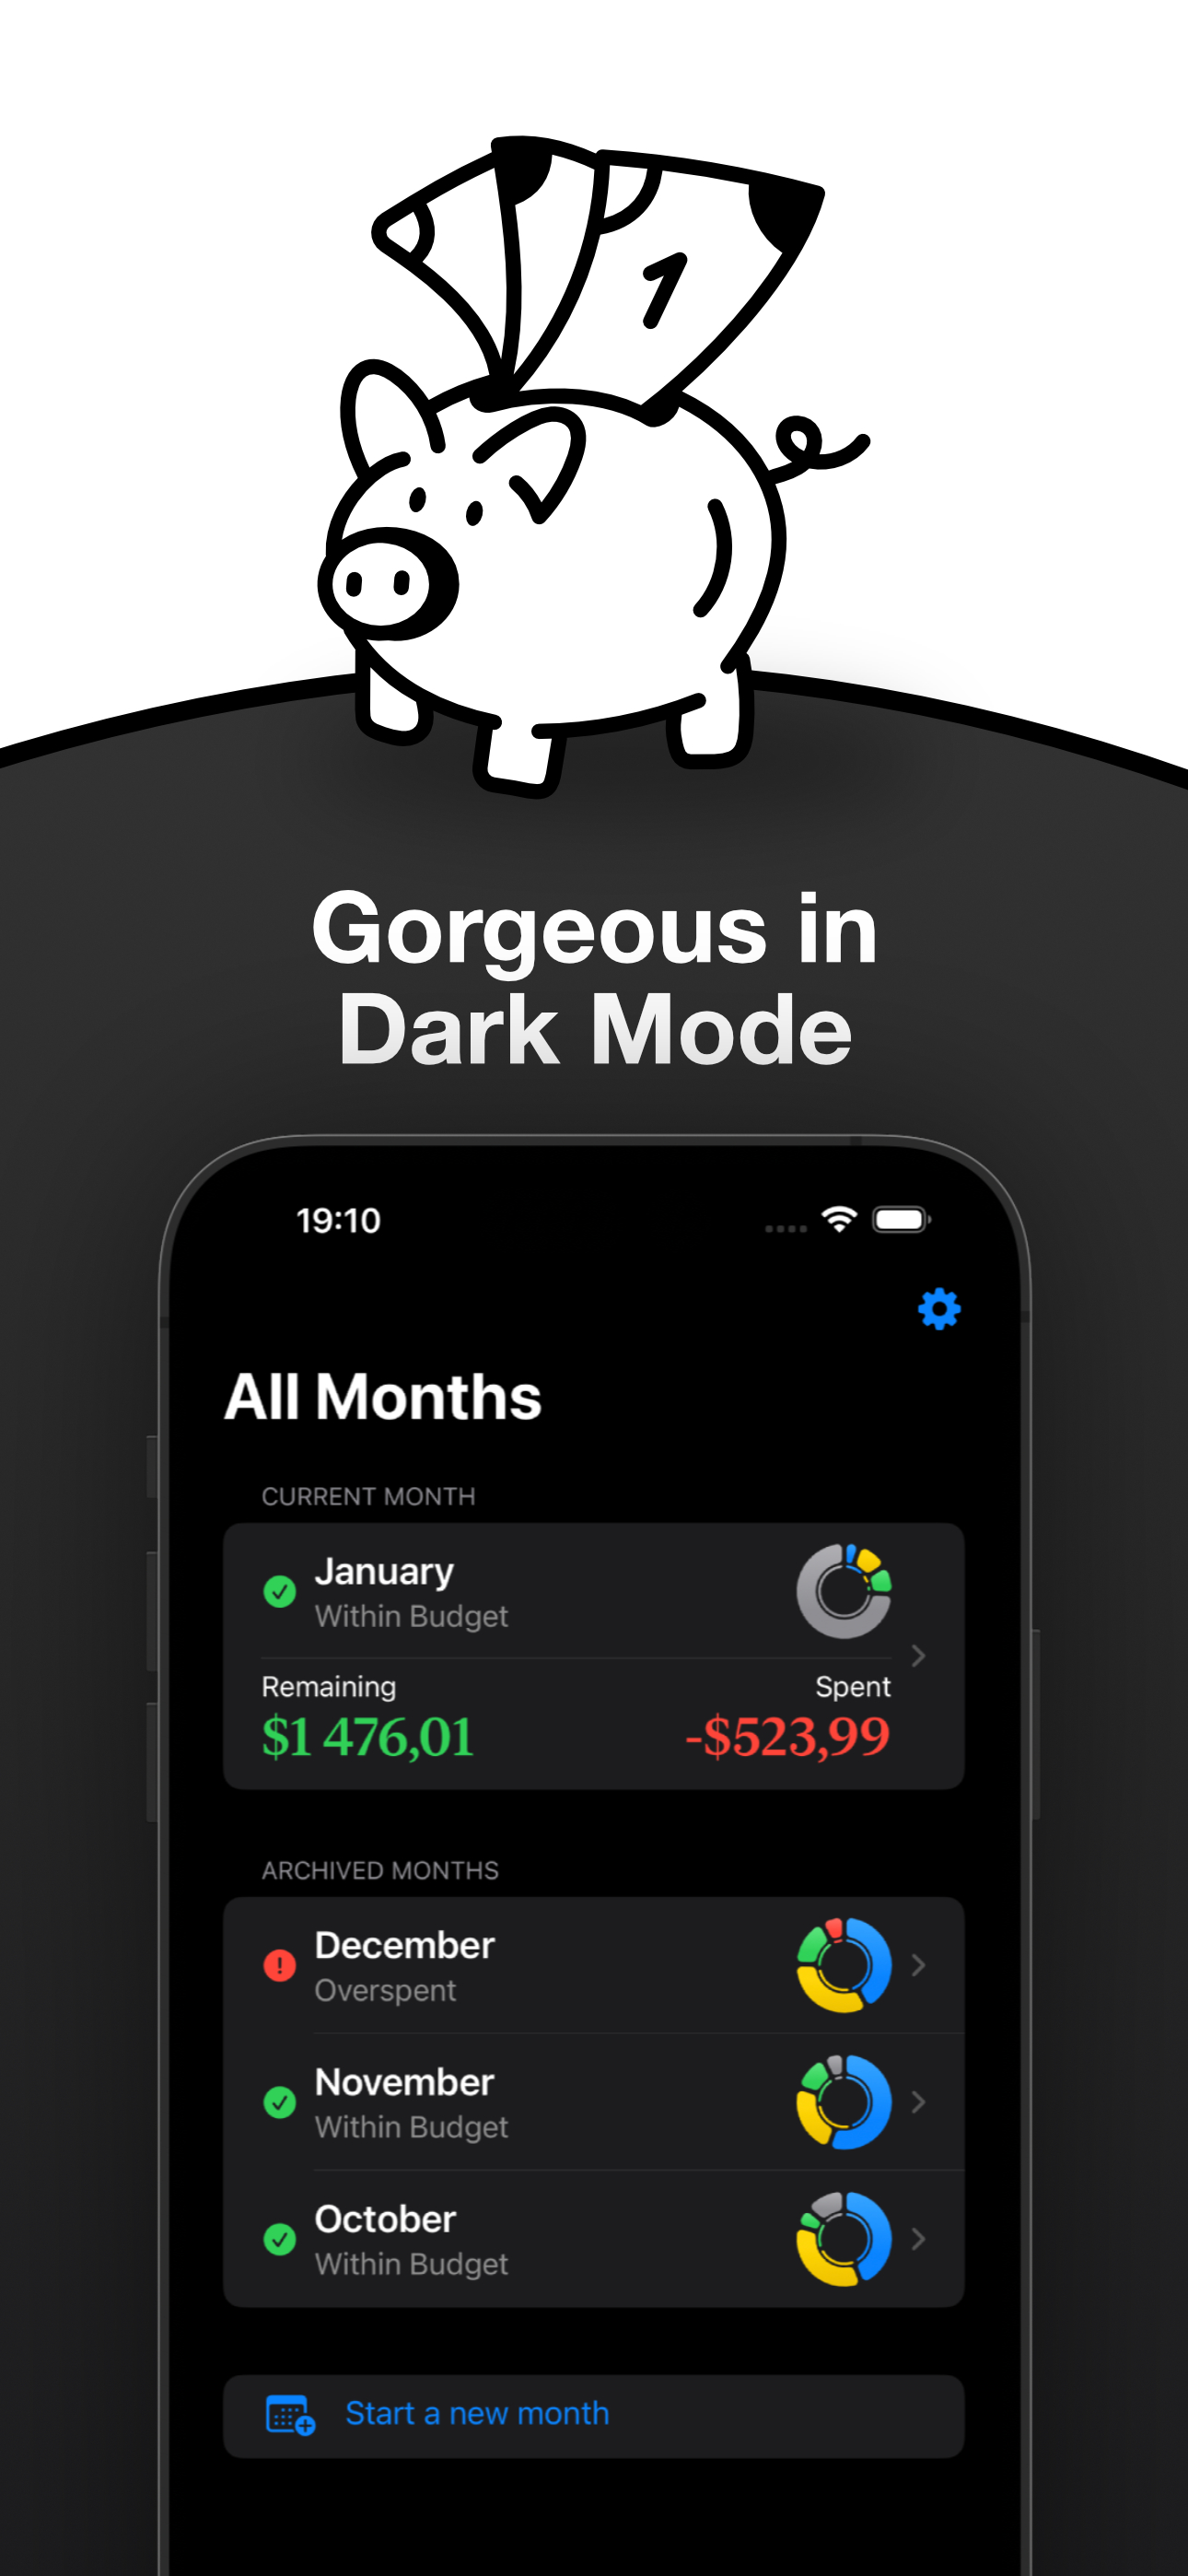 1
Gorgeous in
Dark Mode
19:10
All Months
CURRENT MONTH
January
Within Budget
Remaining
Spent
$1 476,01
-$523,99
ARCHIVED MONTHS
December
Overspent
November
Within Budget
October
Within Budget
Start a new month